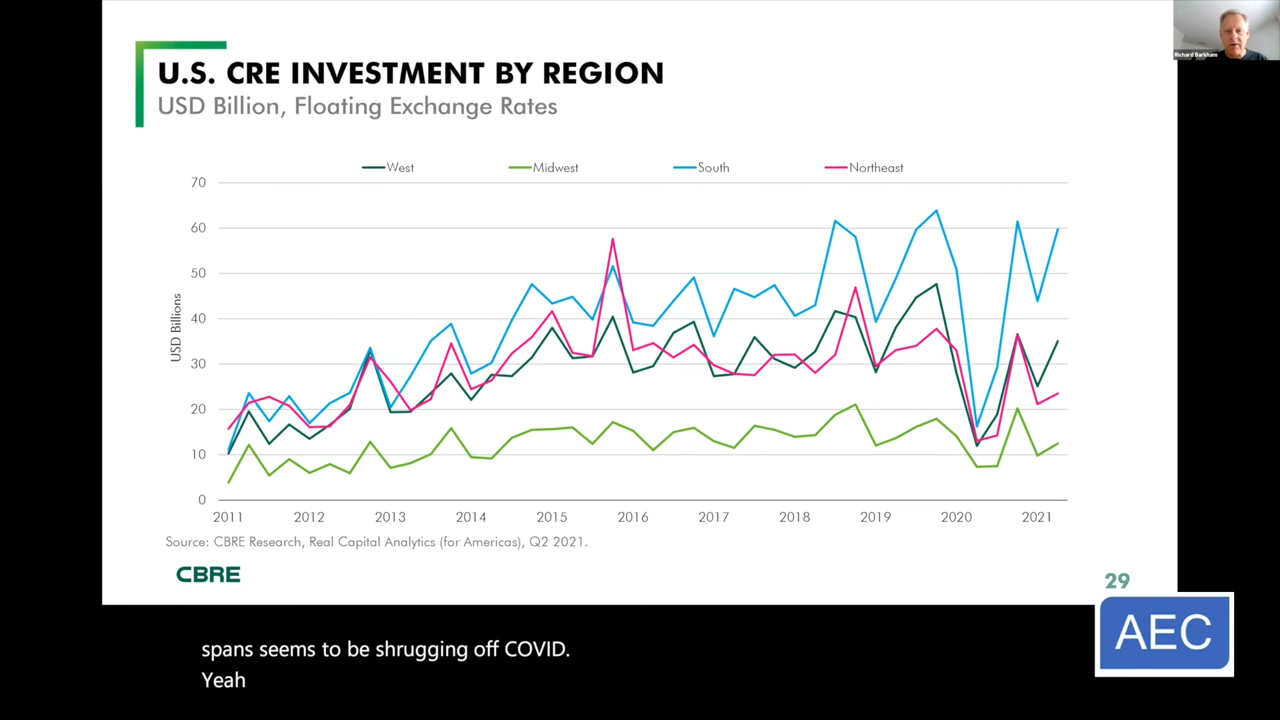 Richard Barkham
U.S. CRE INVESTMENT BY REGION
USD Billion, Floating Exchange Rates
West Midwest South Northeast
USD Billions
70
60
50
40
30
20
10
0
2011 2012 2013 2014 2015 2016 2017 2018 2019 2020 2021
Source: CBRE Research, Real Capital Analytics (for Americas), Q2 2021.
CBRE
29
AEC
spans seems to be shrugging off COVID.
Yeah